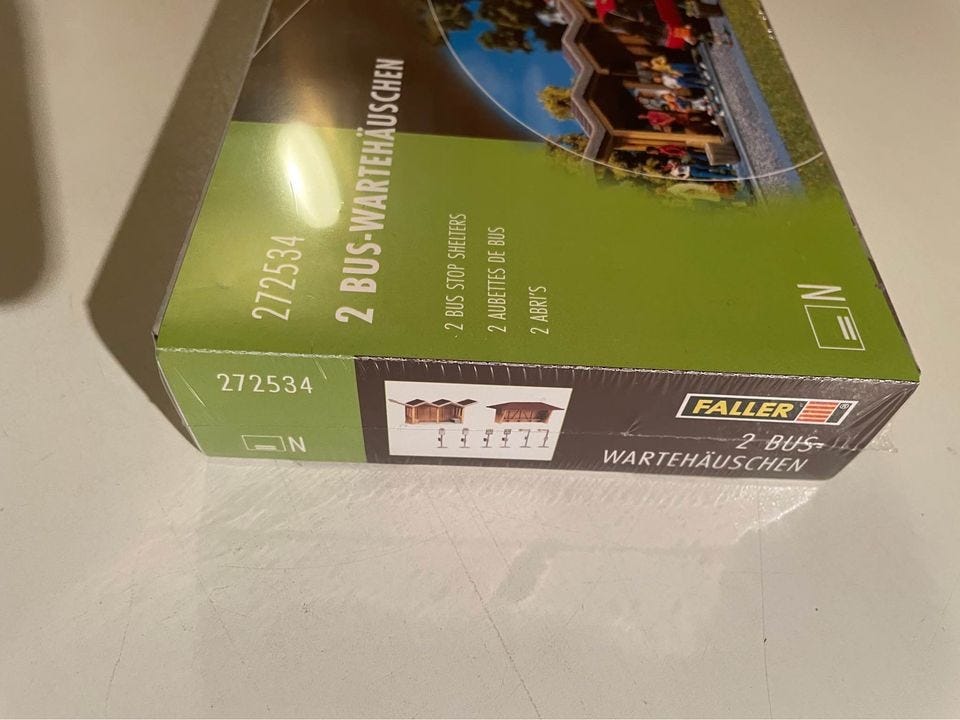 272534
2 BUS-WARTEHÄUSCHEN
2 BUS STOP SHELTERS
2 AUBETTES DE BUS
2 ABRI'S
N
272534
N
FALLER ®
2 BUS-
WARTEHÄUSCHEN